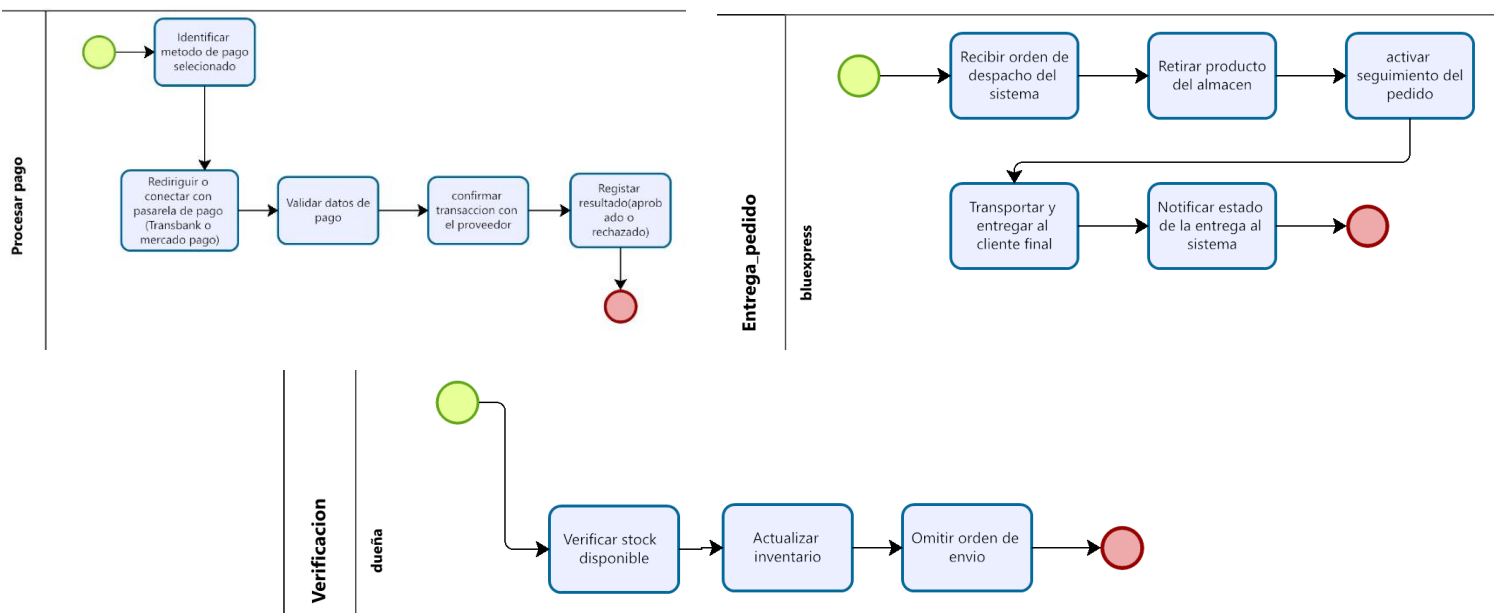 Procesar pago
Identificar
metodo de pago
selecionado
Rediriguir o
conectar con
pasarela de pago
(Transbank o
mercado pago)
Validar datos de
pago
confirmar
transaccion con
el proveedor
Registar
resultado(aprob
ado o
rechazado)
Entrega_pedido
bluexpress
Recibir orden de
despacho del
sistema
Retirar producto
del almacen
activar
seguimiento del
pedido
Transportar y
entregar al
cliente final
Notificar estado
de la entrega al
sistema
Verificacion
dueña
Verificar stock
disponible
Actualizar
inventario
Omitir orden de
envio